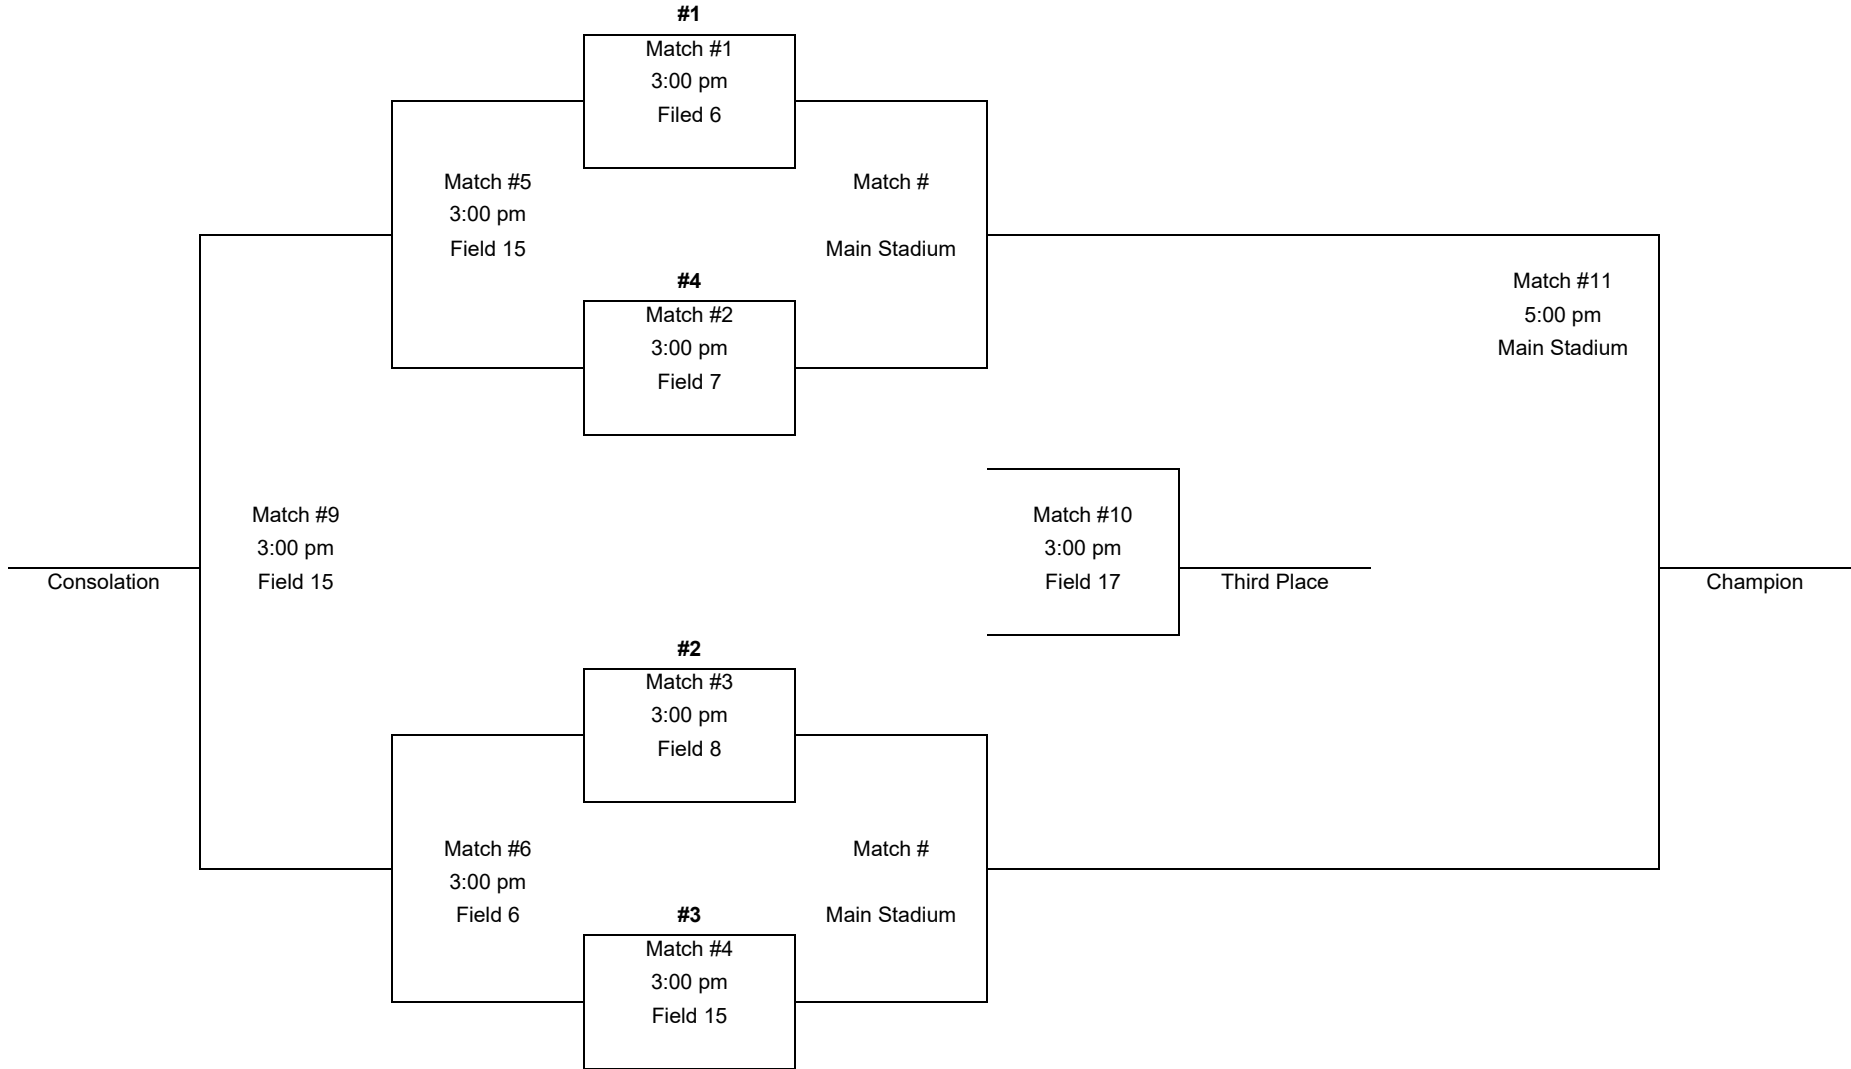 #1
Match #1
3:00 pm
Filed 6
Match #5
3:00 pm
Field 15
Match #
Main Stadium
#4
Match #2
3:00 pm
Field 7
Match #11
5:00 pm
Main Stadium
Match #9
3:00 pm
Field 15
Consolation
Match #10
3:00 pm
Field 17
Third Place
Champion
#2
Match #3
3:00 pm
Field 8
Match #6
3:00 pm
Field 6
Match #
Main Stadium
#3
Match #4
3:00 pm
Field 15